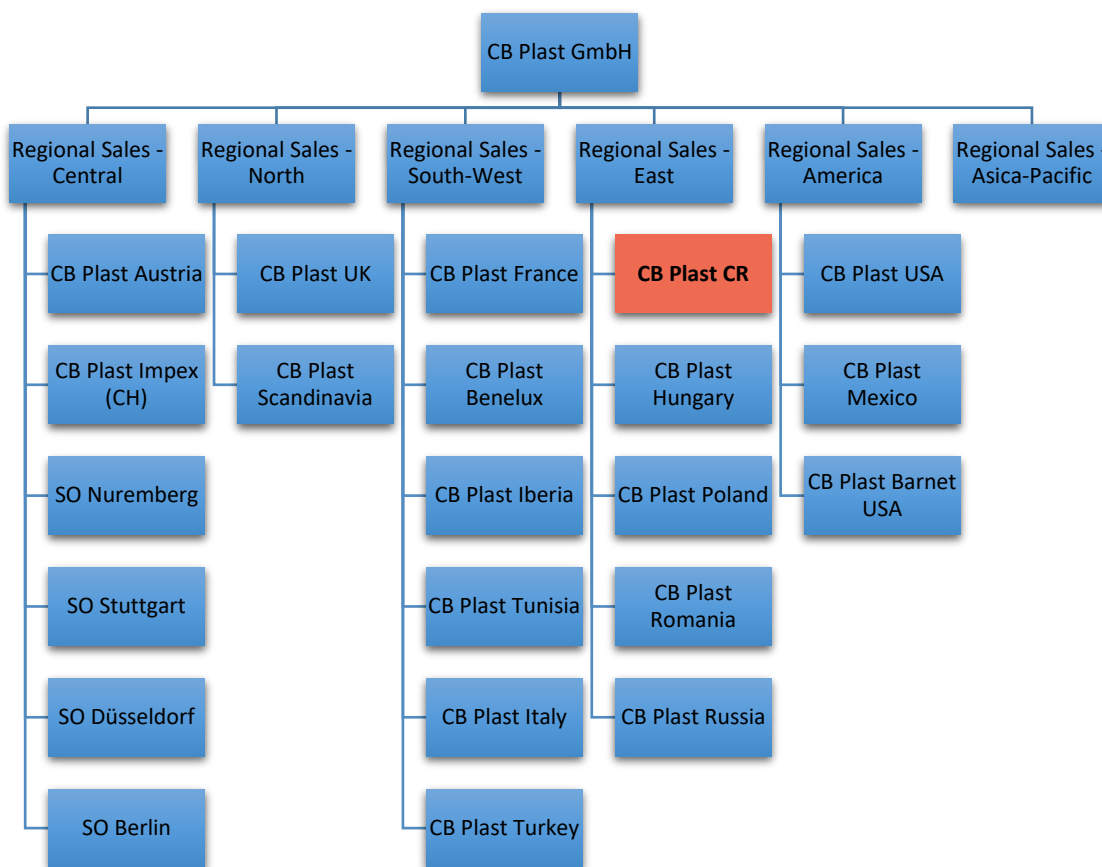 CB Plast GmbH
Regional Sales -
Central
Regional Sales -
North
Regional Sales -
South-West
Regional Sales -
East
Regional Sales -
America
Regional Sales -
Asica-Pacific
CB Plast Austria
CB Plast Impex
(CH)
SO Nuremberg
SO Stuttgart
SO Düsseldorf
SO Berlin
CB Plast UK
CB Plast
Scandinavia
CB Plast France
CB Plast
Benelux
CB Plast Iberia
CB Plast Tunisia
CB Plast Italy
CB Plast Turkey
CB Plast CR
CB Plast
Hungary
CB Plast Poland
CB Plast
Romania
CB Plast Russia
CB Plast USA
CB Plast
Mexico
CB Plast Barnet
USA